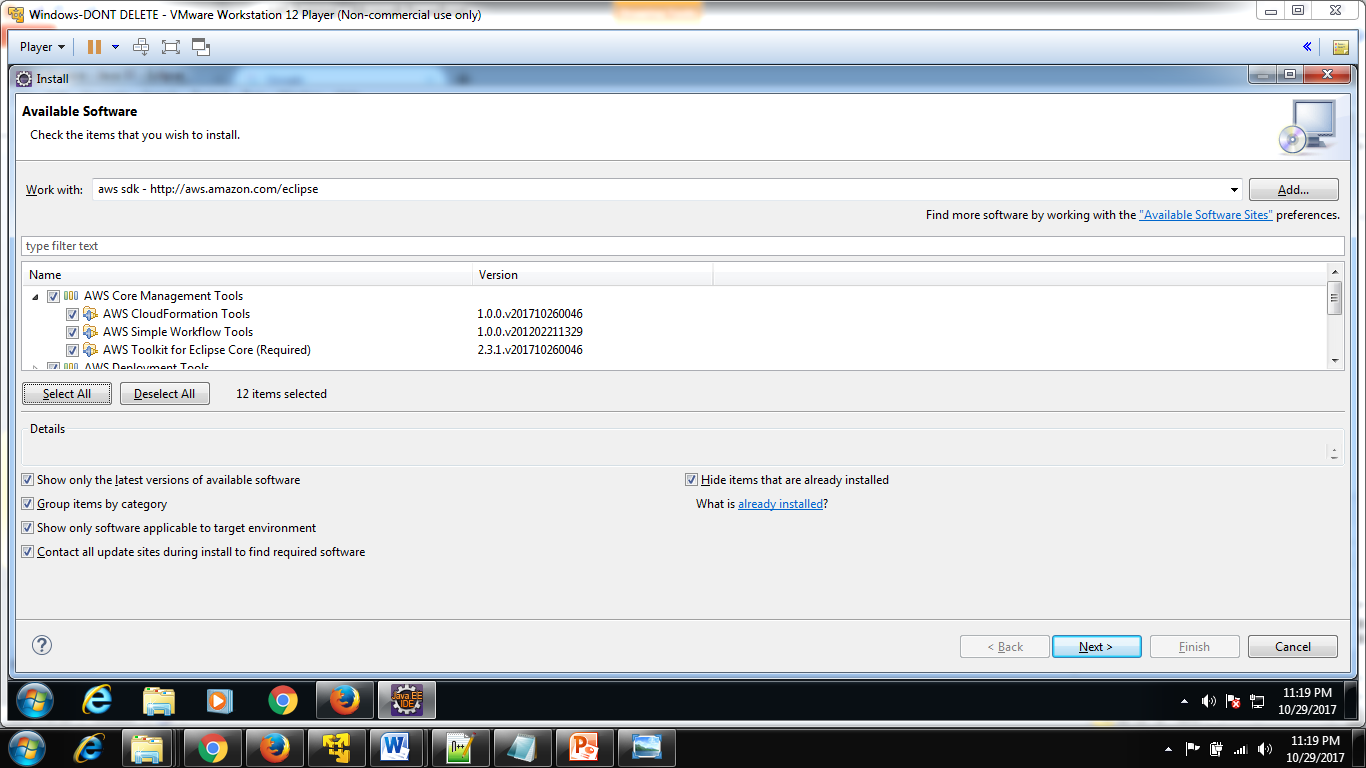 Windows-DONT DELETE - VMware Workstation 12 Player (Non-commercial use only)
Player
Install
Available Software
Check the items that you wish to install.
Work with: aws sdk - http://aws.amazon.com/eclipse Add...
Find more software by working with the "Available Software Sites" preferences.
type filter text
Name Version
AWS Core Management Tools
AWS CloudFormation Tools 1.0.0.v201710260046
AWS Simple Workflow Tools 1.0.0.v201202211329
AWS Toolkit for Eclipse Core (Required) 2.3.1.v201710260046
AWS Deployment Tools
Select All Deselect All 12 items selected
Details
Show only the latest versions of available software Hide items that are already installed
Group items by category What is already installed?
Show only software applicable to target environment
Contact all update sites during install to find required software
< Back Next > Finish Cancel
Java EE
IDE
11:19 PM
10/29/2017
11:19 PM
10/29/2017